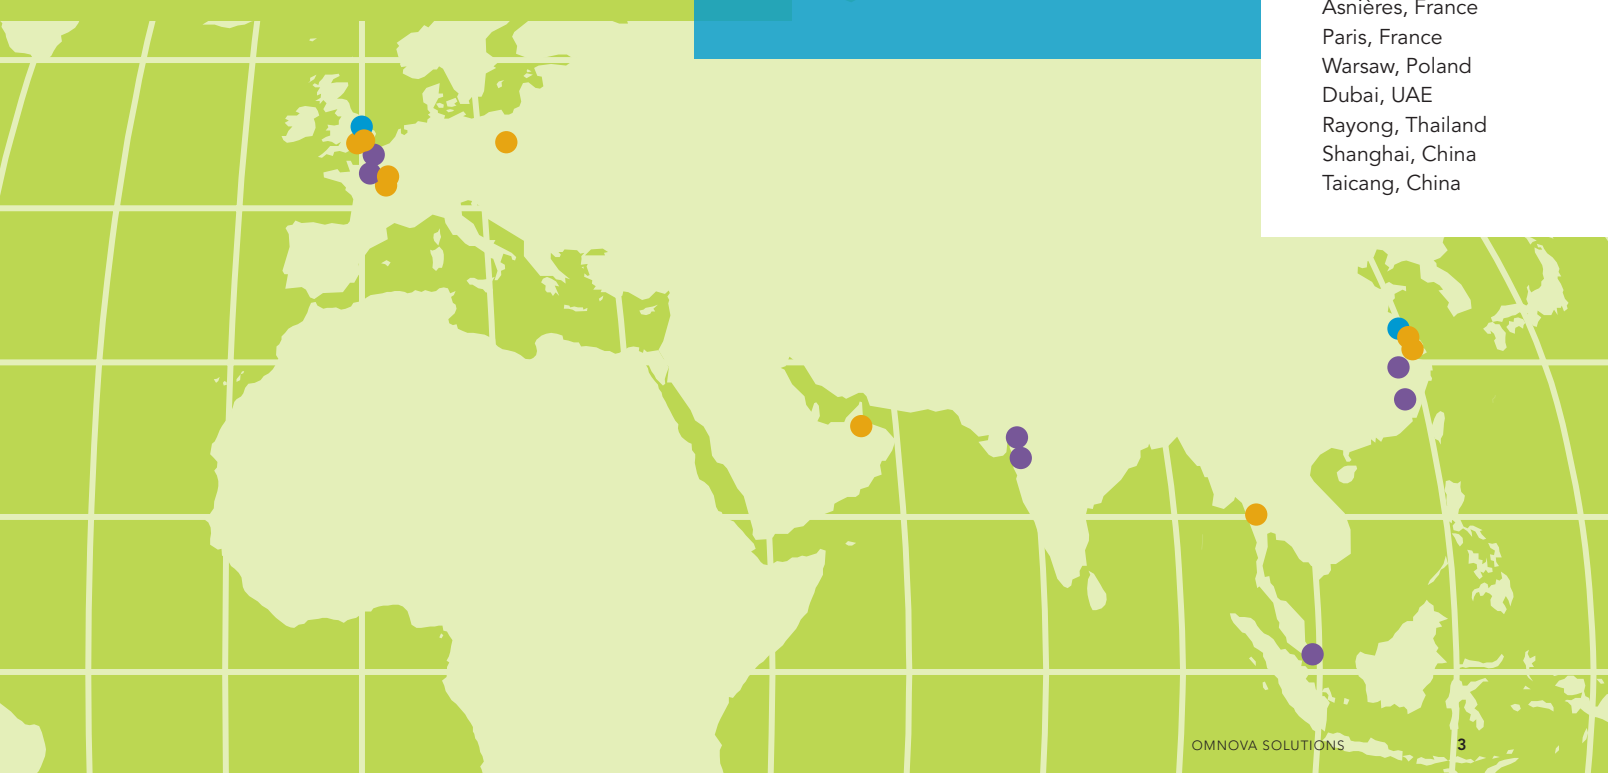 Asnières, France
Paris, France
Warsaw, Poland
Dubai, UAE
Rayong, Thailand
Shanghai, China
Taicang, China
OMNOVA SOLUTIONS 3